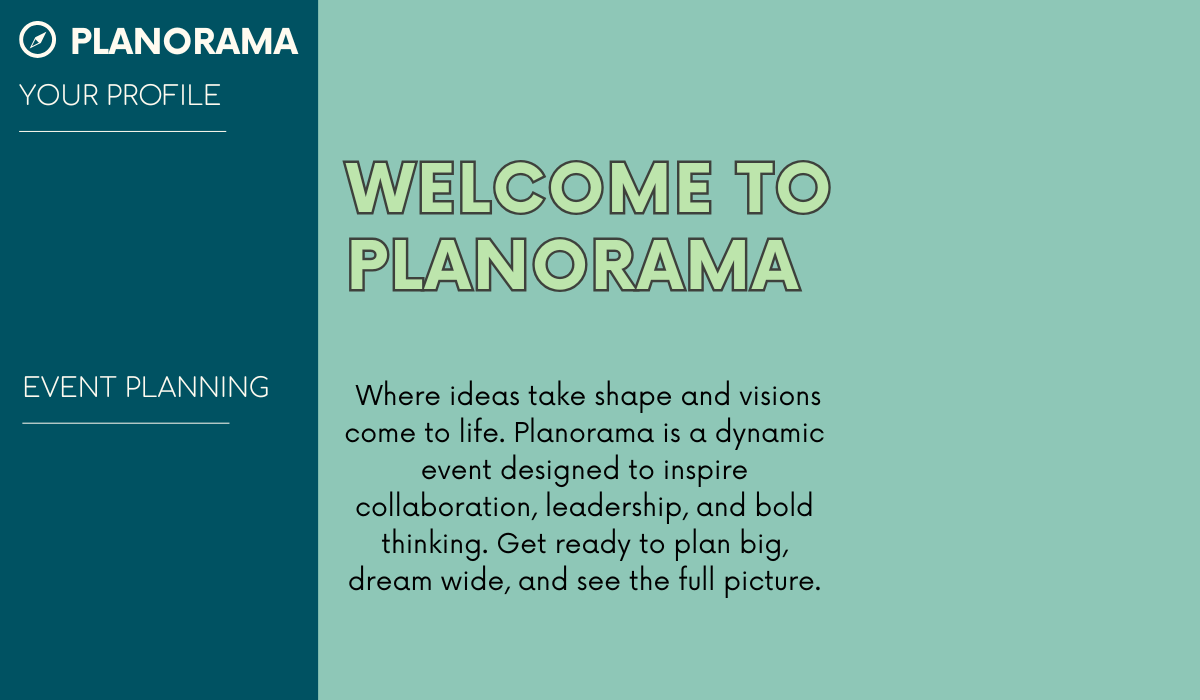 PLANORAMA
YOUR PROFILE
EVENT PLANNING
WELCOME TO
PLANORAMA
Where ideas take shape and visions
come to life. Planorama is a dynamic
event designed to inspire
collaboration, leadership, and bold
thinking. Get ready to plan big,
dream wide, and see the full picture.